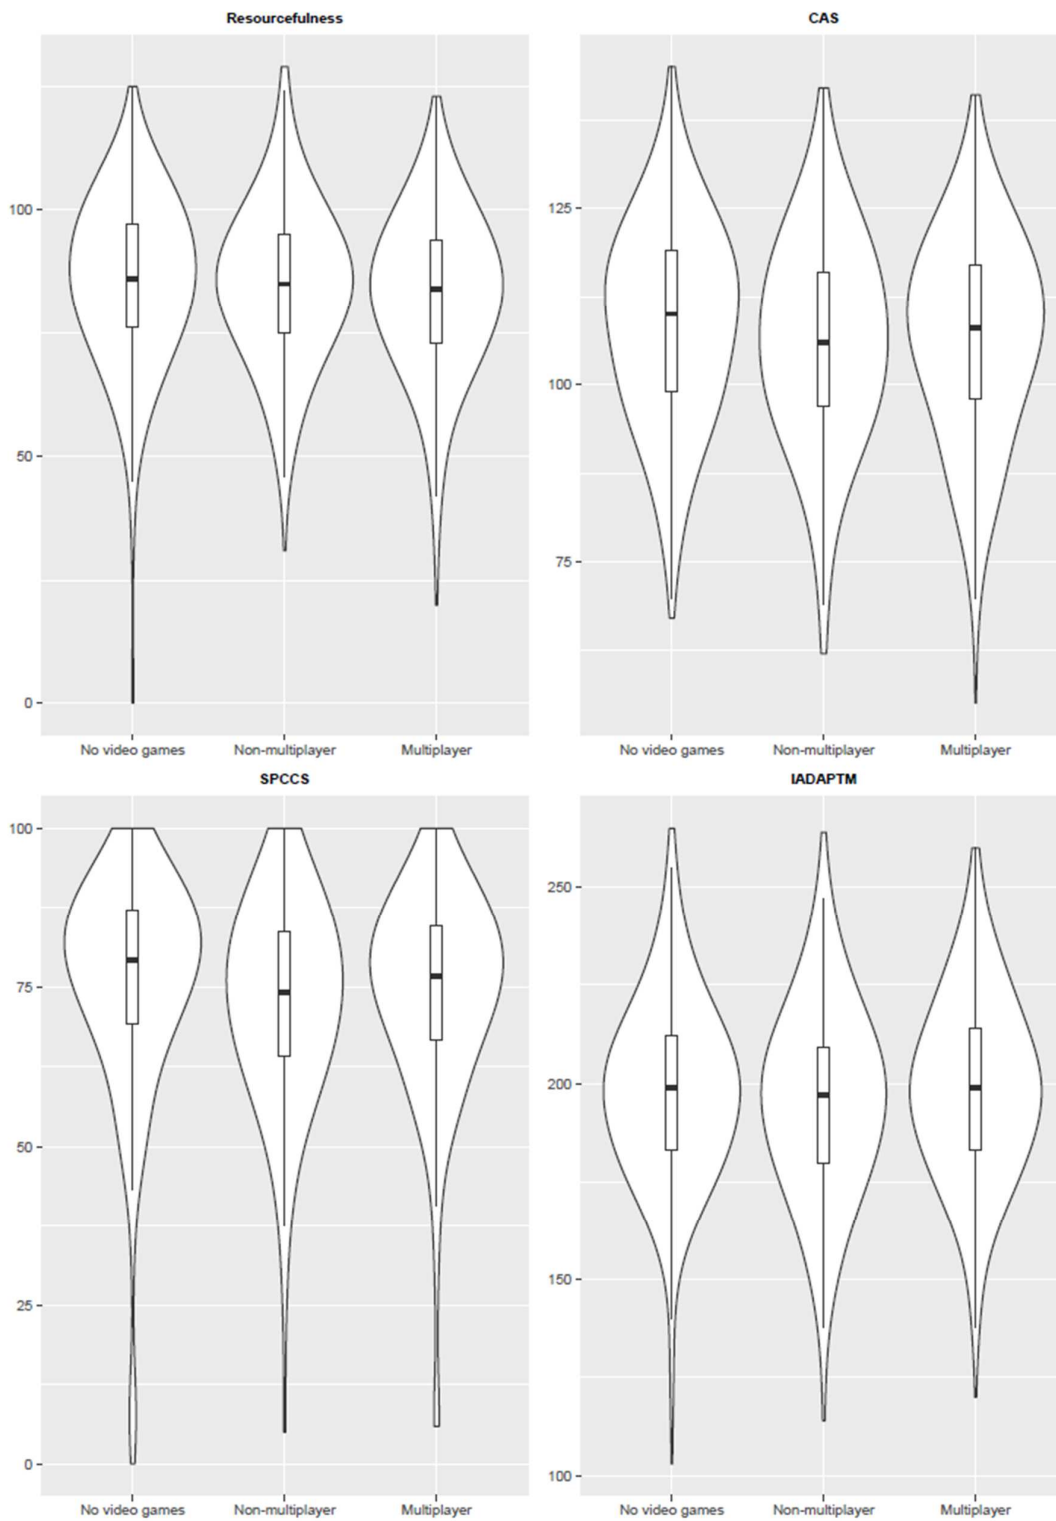 Resourcefulness
100
50
0
No video games Non-multiplayer Multiplayer
CAS
125
100
75
No video games Non-multiplayer Multiplayer
SPCCS
100
75
50
25
0
No video games Non-multiplayer Multiplayer
IADAPTM
250
200
150
100
No video games Non-multiplayer Multiplayer